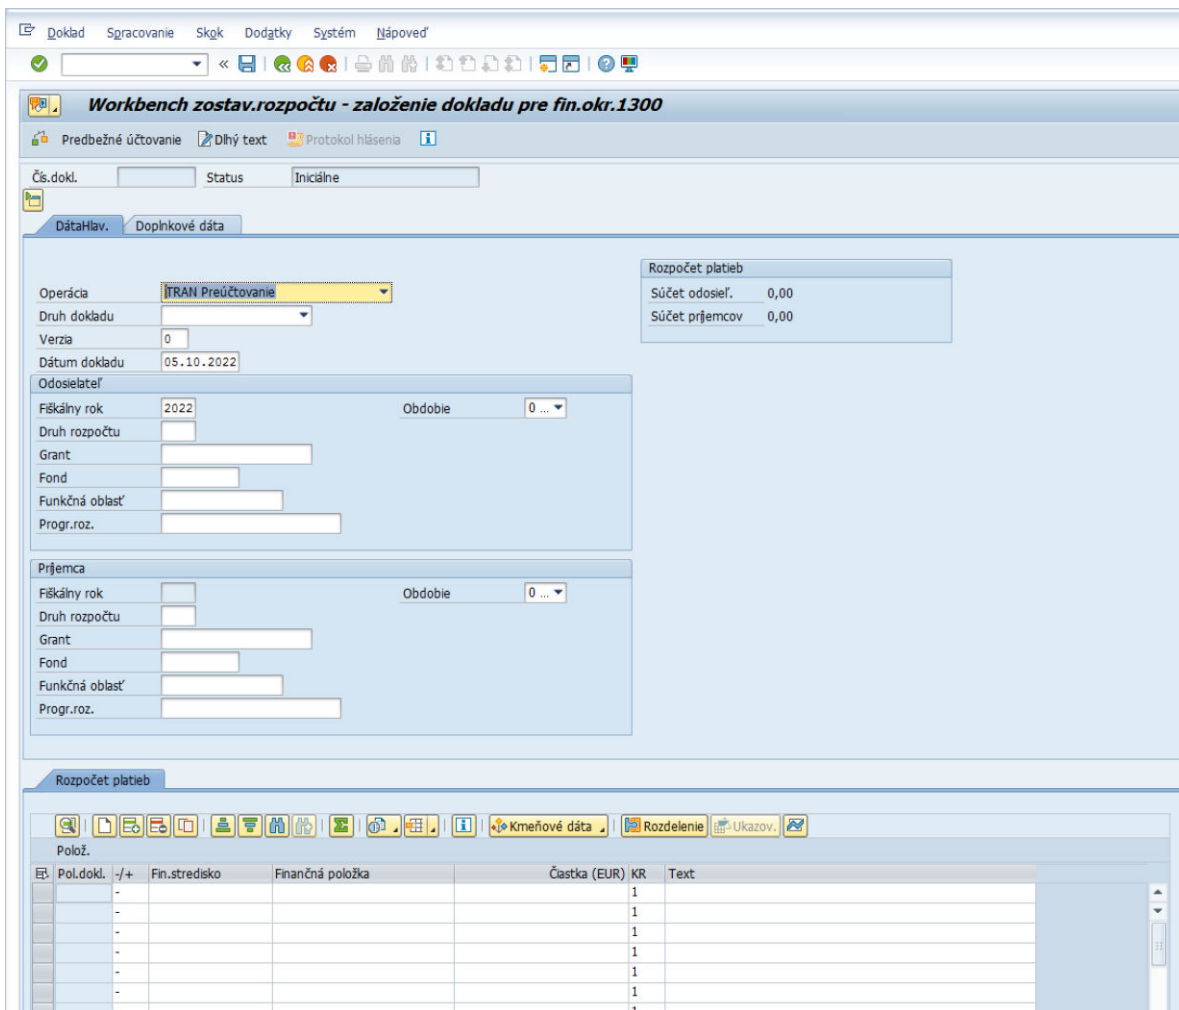 Doklad Spracovanie Skok Dodatky Systém Nápoveď
Workbench zostav.rozpočtu - založenie dokladu pre fin.okr.1300
Predbežné účtovanie Dlhý text Protokol hlásenia
Čís.dokl. Status Iniciálne
DátaHlav. Doplnkové dáta
Rozpočet platieb
Operácia TRAN Preúčtovanie Súčet odosieľ. 0,00
Druh dokladu Súčet príjemcov 0,00
Verzia 0
Dátum dokladu 05.10.2022
Odosielateľ
Fiškálny rok 2022 Obdobie 0 ...
Druh rozpočtu
Grant
Fond
Funkčná oblasť
Progr.roz.
Príjemca
Fiškálny rok Obdobie 0 ...
Druh rozpočtu
Grant
Fond
Funkčná oblasť
Progr.roz.
Rozpočet platieb
Kmeňové dáta Rozdelenie Ukazov.
Polož.
Pol.dokl. -/+ Fin.stredisko Finančná položka Čiastka (EUR) KR Text
- 1
- 1
- 1
- 1
- 1
- 1
1